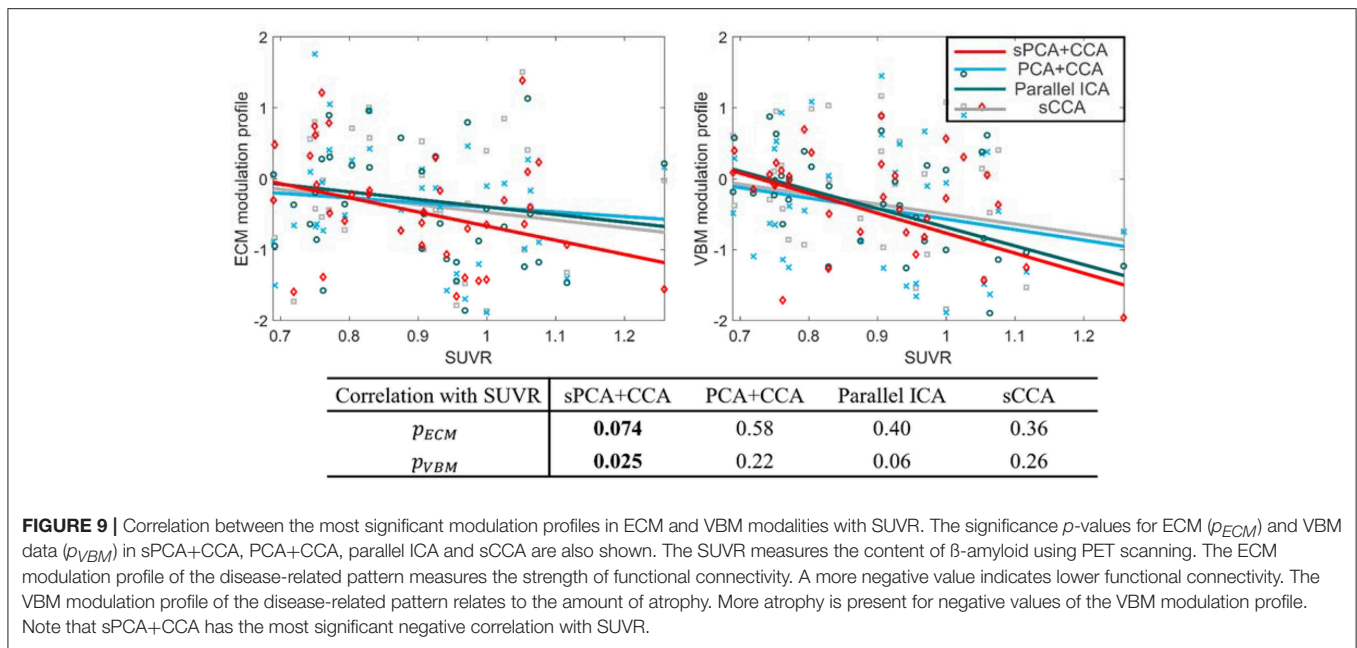 2
1
0
-1
-2
ECM modulation profile
0.7 0.8 0.9 1 1.1 1.2
SUVR
2
1
0
-1
-2
VBM modulation profile
0.7 0.8 0.9 1 1.1 1.2
SUVR
sPCA+CCA
PCA+CCA
Parallel ICA
sCCA
Correlation with SUVR sPCA+CCA PCA+CCA Parallel ICA sCCA
pECM 0.074 0.58 0.40 0.36
pVBM 0.025 0.22 0.06 0.26
FIGURE 9 | Correlation between the most significant modulation profiles in ECM and VBM modalities with SUVR. The significance p-values for ECM (pECM) and VBM
data (pVBM) in sPCA+CCA, PCA+CCA, parallel ICA and sCCA are also shown. The SUVR measures the content of ß-amyloid using PET scanning. The ECM
modulation profile of the disease-related pattern measures the strength of functional connectivity. A more negative value indicates lower functional connectivity. The
VBM modulation profile of the disease-related pattern relates to the amount of atrophy. More atrophy is present for negative values of the VBM modulation profile.
Note that sPCA+CCA has the most significant negative correlation with SUVR.